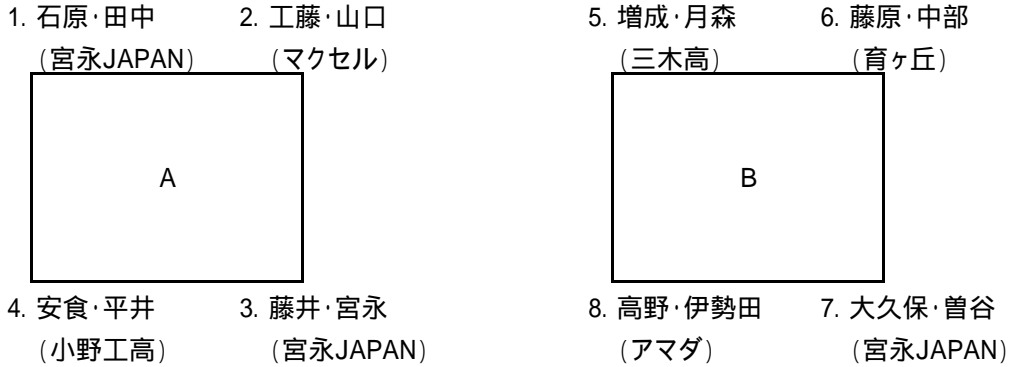 1. 石原・田中 2. 工藤・山口 5. 増成・月森 6. 藤原・中部
(宮永JAPAN) (マクセル) (三木高) (育ヶ丘)
A B
4. 安食・平井 3. 藤井・宮永 8. 高野・伊勢田 7. 大久保・曽谷
(小野工高) (宮永JAPAN) (アマダ) (宮永JAPAN)